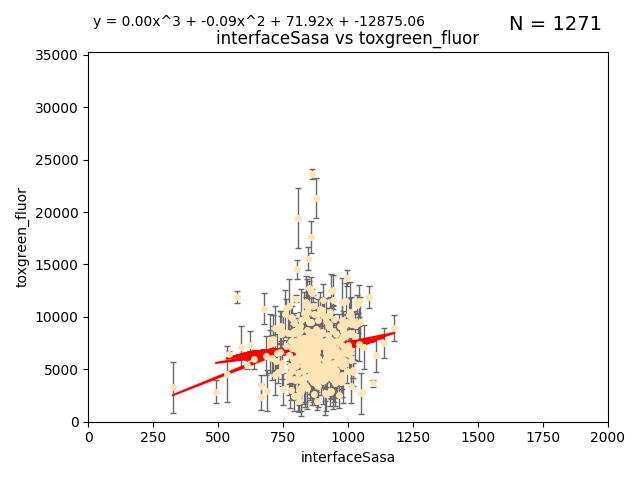 y = 0.00x^3 + -0.09x^2 + 71.92x + -12875.06
N = 1271
interfaceSasa vs toxgreen_fluor
35000
30000
25000
20000
15000
10000
5000
0
toxgreen_fluor
0 250 500 750 1000 1250 1500 1750 2000
interfaceSasa